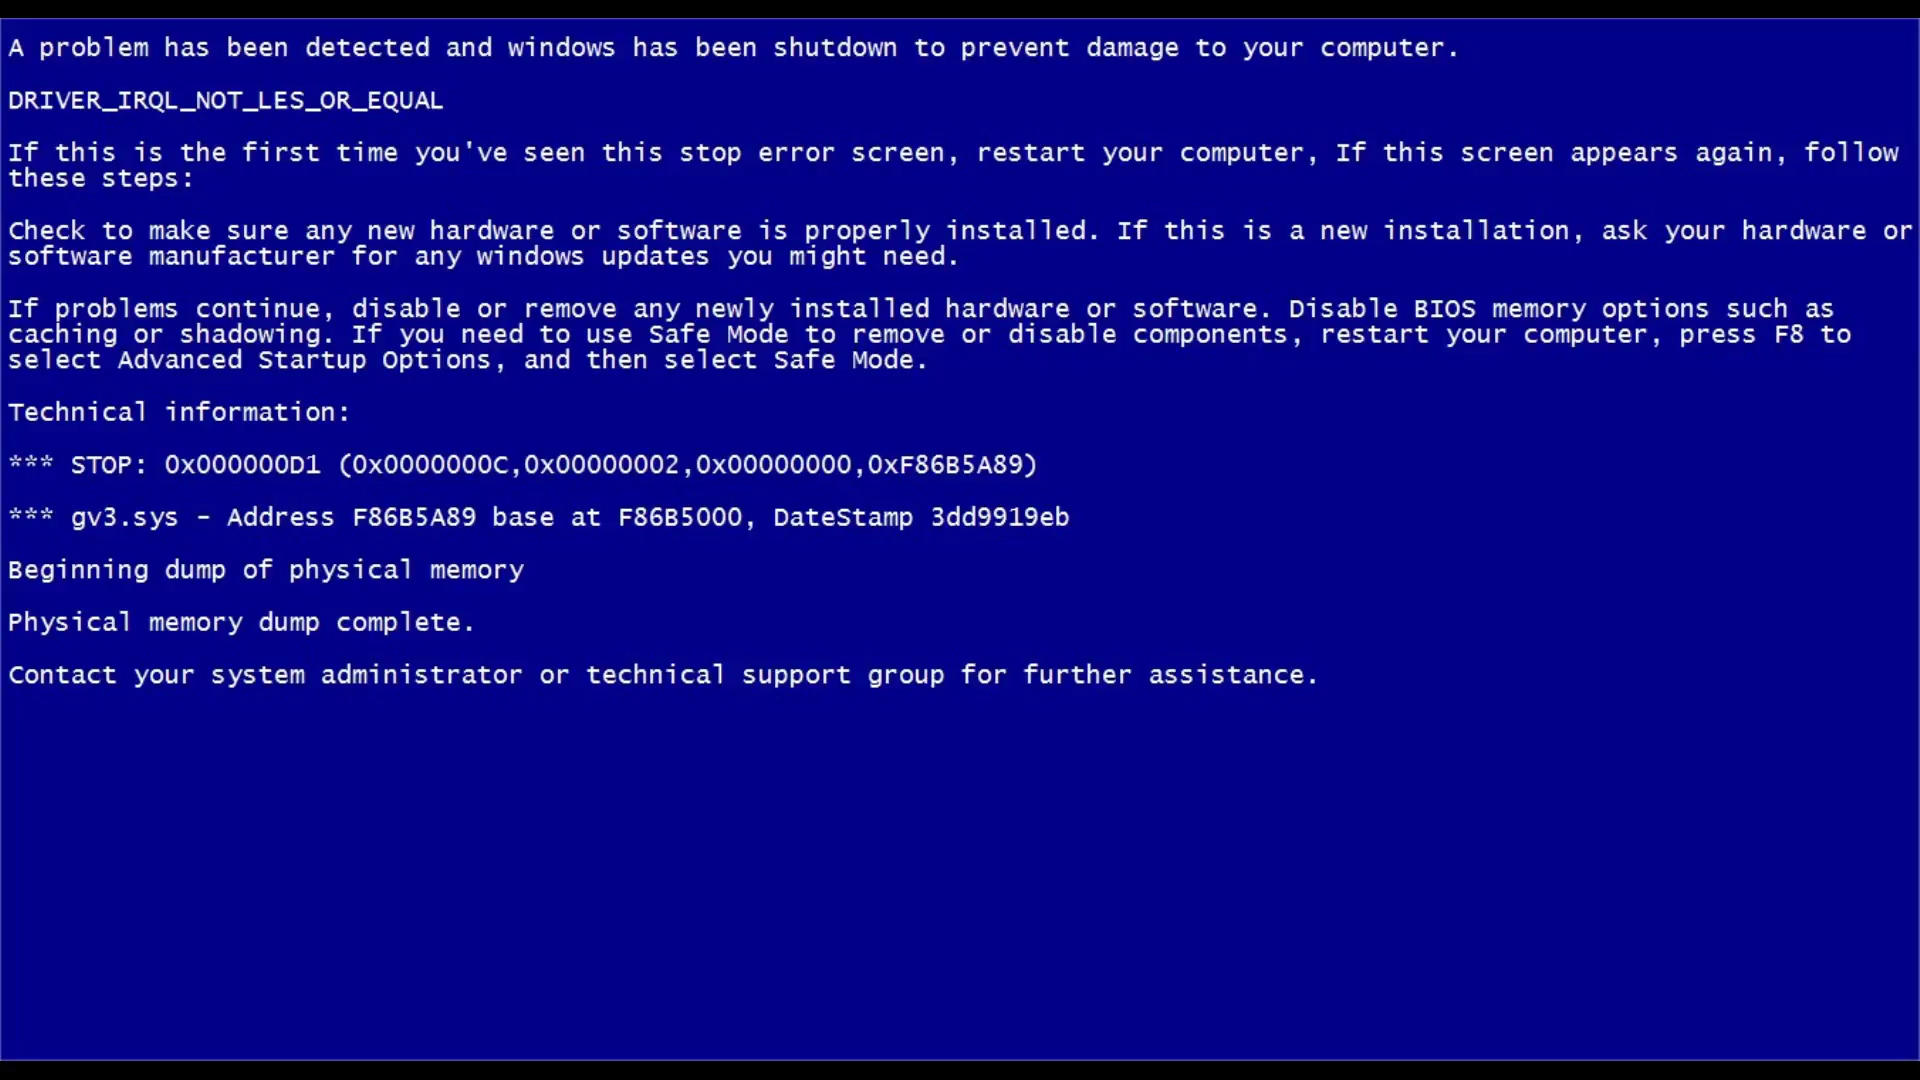 A problem has been detected and windows has been shutdown to prevent damage to your computer.
DRIVER_IRQL_NOT_LES_OR_EQUAL
If this is the first time you've seen this stop error screen, restart your computer, If this screen appears again, follow
these steps:
Check to make sure any new hardware or software is properly installed. If this is a new installation, ask your hardware or
software manufacturer for any windows updates you might need.
If problems continue, disable or remove any newly installed hardware or software. Disable BIOS memory options such as
caching or shadowing. If you need to use Safe Mode to remove or disable components, restart your computer, press F8 to
select Advanced Startup Options, and then select Safe Mode.
Technical information:
*** STOP: 0x000000D1 (0x0000000C,0x00000002,0x00000000,0xF86B5A89)
*** gv3.sys - Address F86B5A89 base at F86B5000, DateStamp 3dd9919eb
Beginning dump of physical memory
Physical memory dump complete.
Contact your system administrator or technical support group for further assistance.